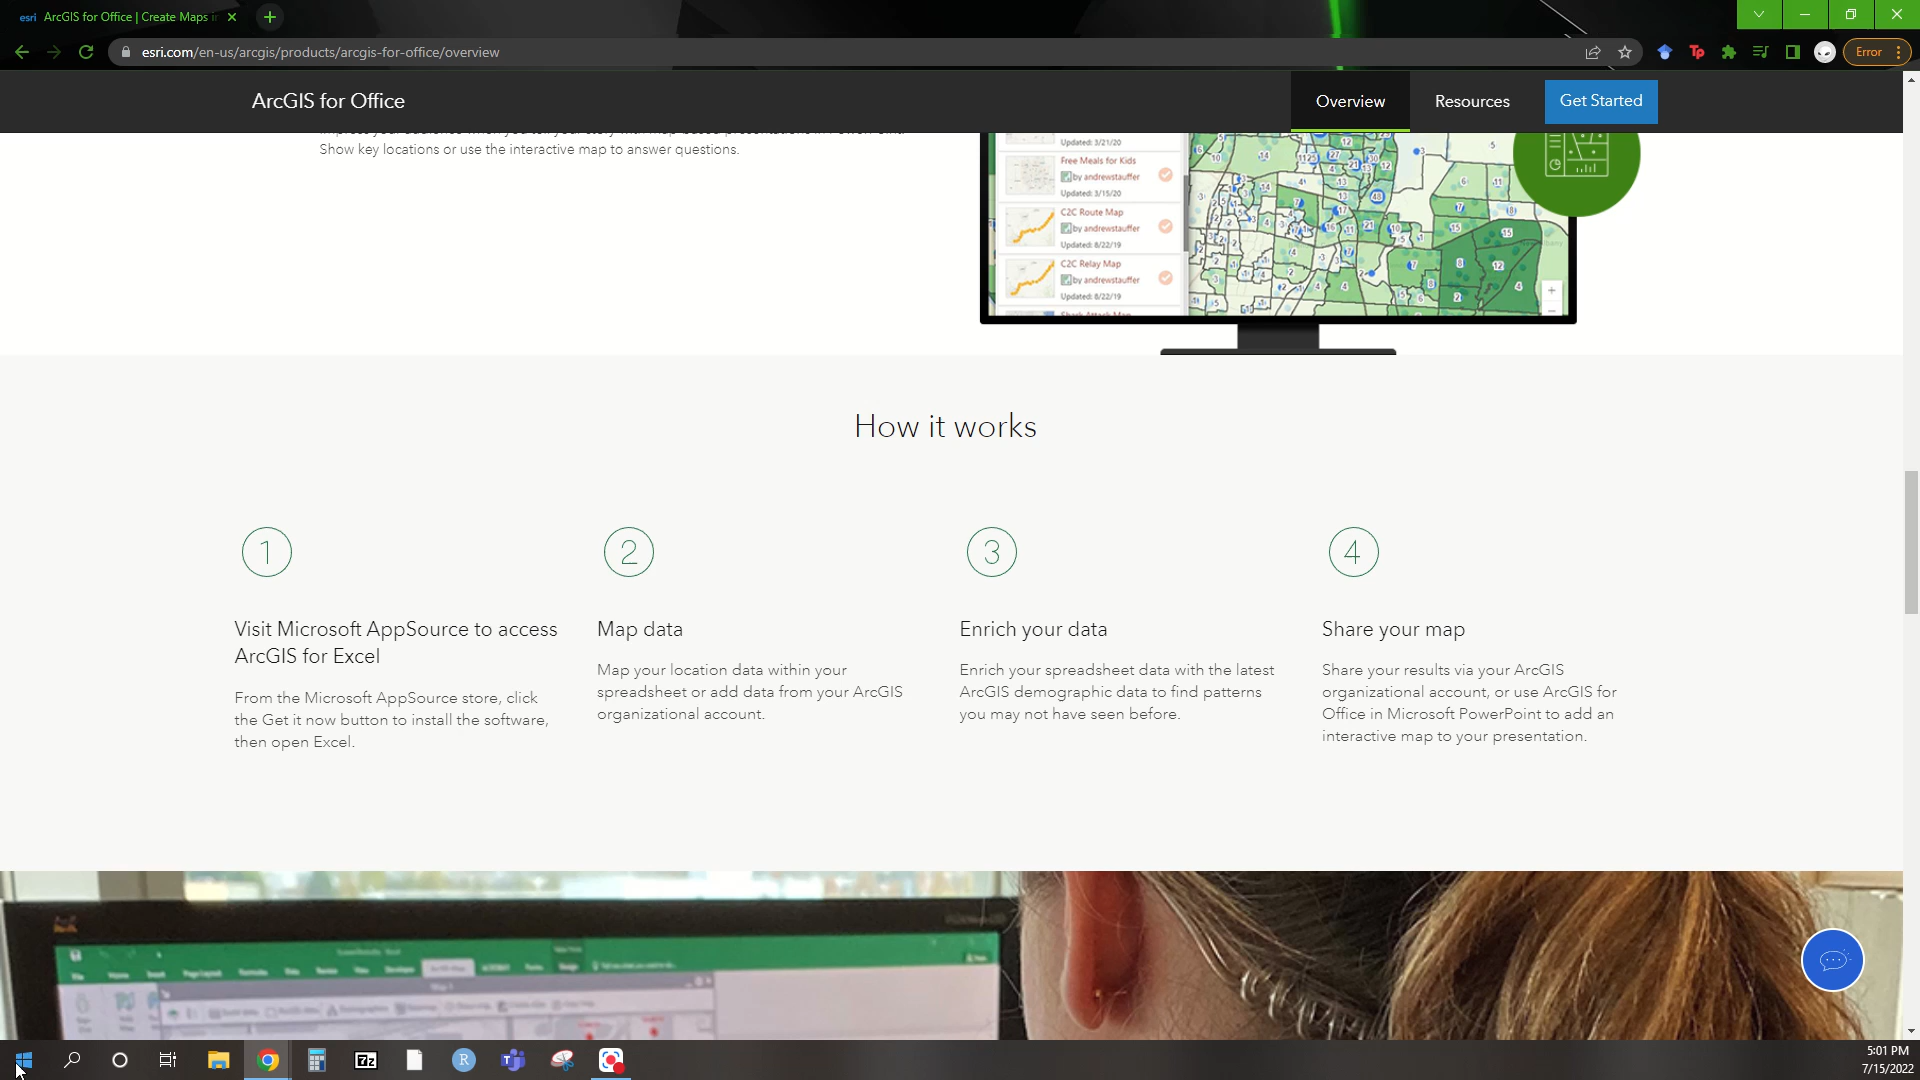 esri ArcGIS for Office | Create Maps in
esri.com/en-us/arcgis/products/arcgis-for-office/overview
Error
ArcGIS for Office
Overview
Resources
Get Started
Show key locations or use the interactive map to answer questions.
Updated: 3/21/20
Free Meals for Kids
by andrewstauffer
Updated: 3/15/20
C2C Route Map
by andrewstauffer
Updated: 8/22/19
C2C Relay Map
by andrewstauffer
Updated: 8/22/19
How it works
1
Visit Microsoft AppSource to access
ArcGIS for Excel
From the Microsoft AppSource store, click
the Get it now button to install the software,
then open Excel.
2
Map data
Map your location data within your
spreadsheet or add data from your ArcGIS
organizational account.
3
Enrich your data
Enrich your spreadsheet data with the latest
ArcGIS demographic data to find patterns
you may not have seen before.
4
Share your map
Share your results via your ArcGIS
organizational account, or use ArcGIS for
Office in Microsoft PowerPoint to add an
interactive map to your presentation.
5:01 PM
7/15/2022